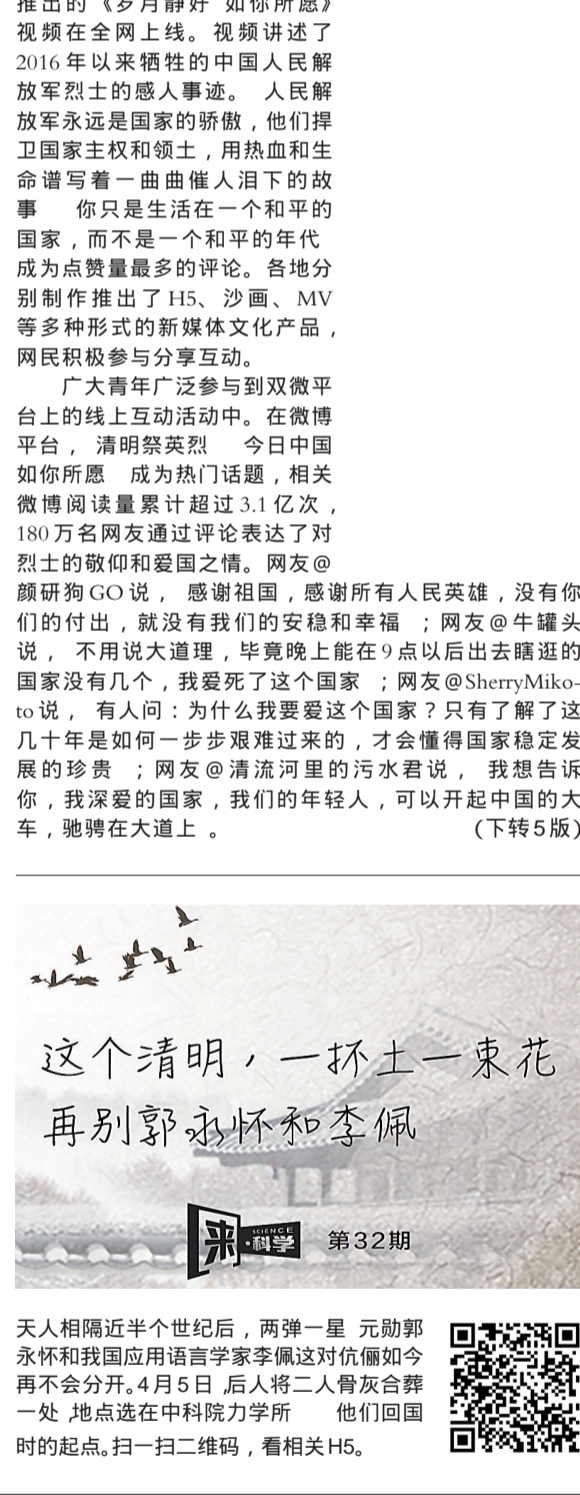 推出的《岁月静好 如你所愿》
视频在全网上线。视频讲述了
2016年以来牺牲的中国人民解
放军烈士的感人事迹。 人民解
放军永远是国家的骄傲，他们捍
卫国家主权和领土，用热血和生
命谱写着一曲曲催人泪下的故
事 你只是生活在一个和平的
国家，而不是一个和平的年代
成为点赞量最多的评论。各地分
别制作推出了H5、沙画、MV
等多种形式的新媒体文化产品，
网民积极参与分享互动。
广大青年广泛参与到双微平
台上的线上互动活动中。在微博
平台， 清明祭英烈 今日中国
如你所愿 成为热门话题，相关
微博阅读量累计超过3.1亿次，
180万名网友通过评论表达了对
烈士的敬仰和爱国之情。网友@
颜研狗GO说， 感谢祖国，感谢所有人民英雄，没有你
们的付出，就没有我们的安稳和幸福 ；网友@牛罐头
说， 不用说大道理，毕竟晚上能在9点以后出去瞎逛的
国家没有几个，我爱死了这个国家 ；网友@SherryMiko-
to说， 有人问：为什么我要爱这个国家？只有了解了这
几十年是如何一步步艰难过来的，才会懂得国家稳定发
展的珍贵 ；网友@清流河里的污水君说， 我想告诉
你，我深爱的国家，我们的年轻人，可以开起中国的大
车，驰骋在大道上 。 (下转5版)
这个清明，一抔土一束花
再别郭永怀和李佩
来·科学 SCIENCE 第32期
天人相隔近半个世纪后，两弹一星 元勋郭
永怀和我国应用语言学家李佩这对伉俪如今
再不会分开。4月5日,后人将二人骨灰合葬
一处,地点选在中科院力学所 他们回国
时的起点。扫一扫二维码，看相关H5。